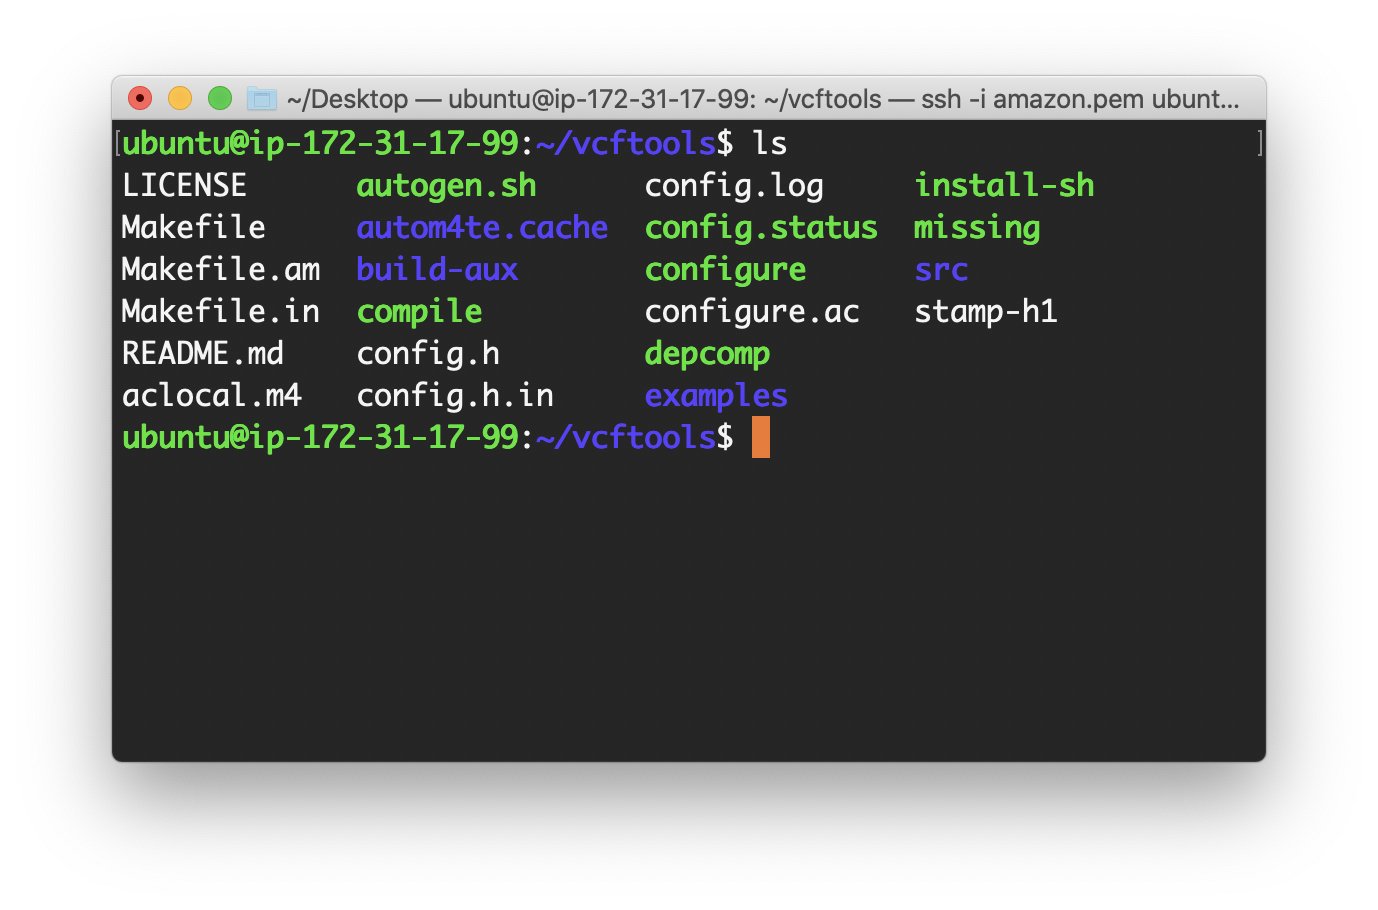 ~/Desktop — ubuntu@ip-172-31-17-99: ~/vcftools — ssh -i amazon.pem ubunt...
[ubuntu@ip-172-31-17-99:~/vcftools$ ls ]
LICENSE autogen.sh config.log install-sh
Makefile autom4te.cache config.status missing
Makefile.am build-aux configure src
Makefile.in compile configure.ac stamp-h1
README.md config.h depcomp
aclocal.m4 config.h.in examples
ubuntu@ip-172-31-17-99:~/vcftools$